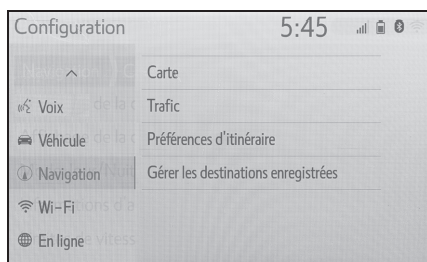 Configuration 5:45
Voix
Véhicule
Navigation
Wi-Fi
En ligne
Carte
Trafic
Préférences d'itinéraire
Gérer les destinations enregistrées